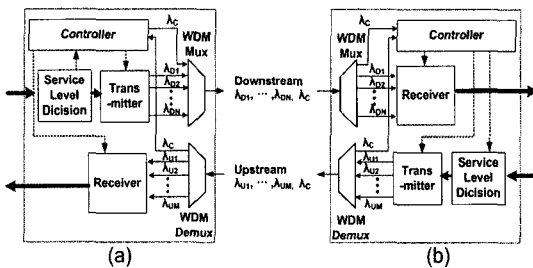 Controller
λC
WDM
Mux
Service
Level
Dicision
Trans
-mitter
λD1
λD2
λDN
Receiver
λC
λU1
λU2
λUM
WDM
Demux
(a)
Downstream
λD1, ···,λDN, λC
Upstream
λU1, ···,λUM, λC
λC
WDM
Mux
Controller
λD1
λD2
λDN
Receiver
λC
λU1
λU2
λUM
Trans
-mitter
Service
Level
Dicision
WDM
Demux
(b)